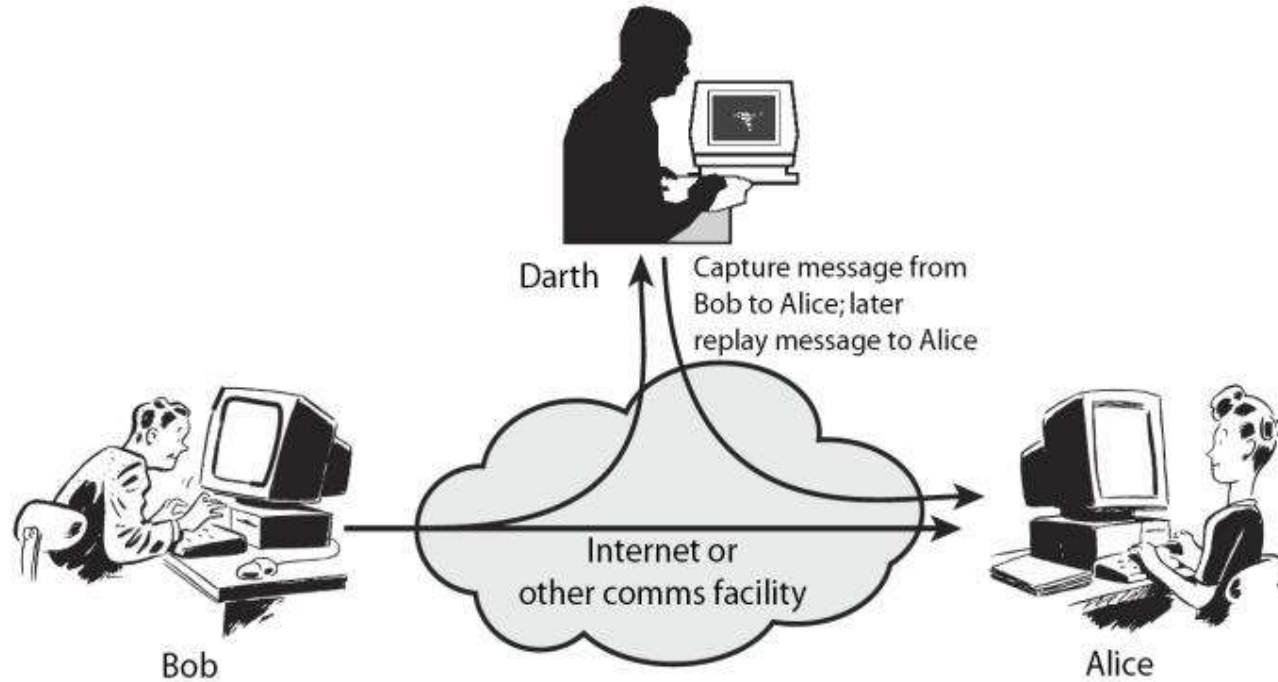 Darth
Capture message from
Bob to Alice; later
replay message to Alice
Internet or
other comms facility
Bob
Alice